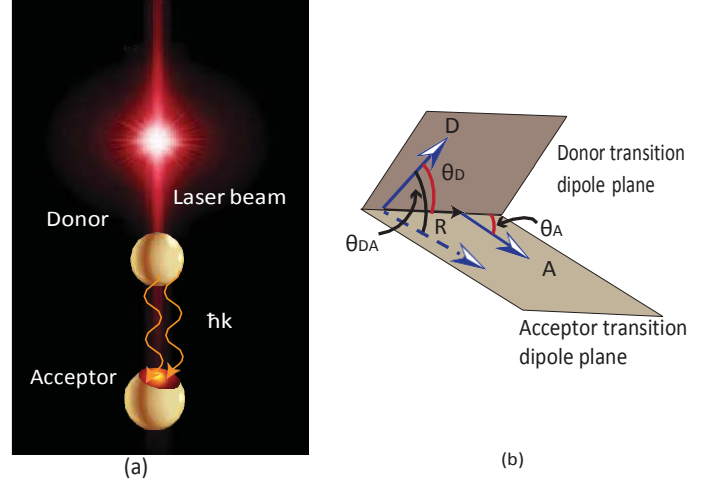 Laser beam
Donor
ħk
Acceptor
(a)
D
θD
Donor transition
dipole plane
R
θA
θDA
A
Acceptor transition
dipole plane
(b)